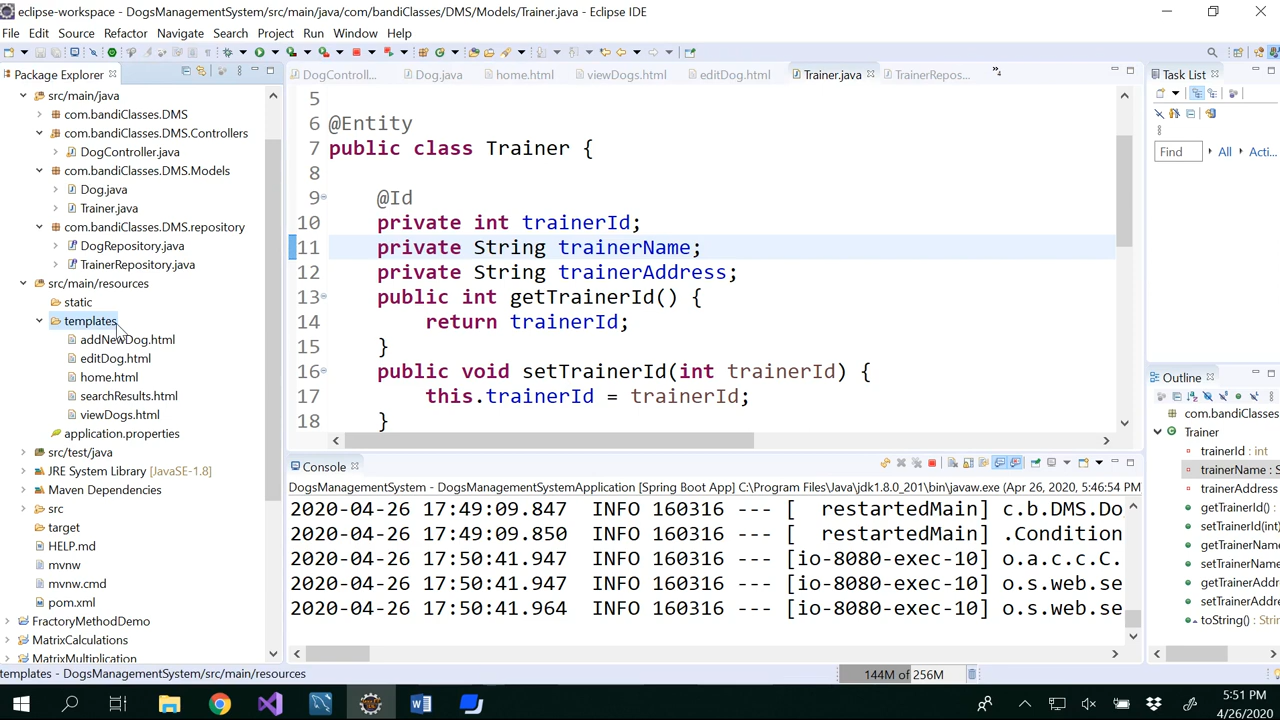 eclipse-workspace - DogsManagementSystem/src/main/java/com/bandiClasses/DMS/Models/Trainer.java - Eclipse IDE
File Edit Source Refactor Navigate Search Project Run Window Help
Package Explorer
DogControll... Dog.java home.html viewDogs.html editDog.html Trainer.java TrainerRepos...
Task List
src/main/java
com.bandiClasses.DMS
com.bandiClasses.DMS.Controllers
DogController.java
com.bandiClasses.DMS.Models
Dog.java
Trainer.java
com.bandiClasses.DMS.repository
DogRepository.java
TrainerRepository.java
src/main/resources
static
templates
addNewDog.html
editDog.html
home.html
searchResults.html
viewDogs.html
application.properties
src/test/java
JRE System Library [JavaSE-1.8]
Maven Dependencies
src
target
HELP.md
mvnw
mvnw.cmd
pom.xml
FractoryMethodDemo
MatrixCalculations
MatrixMultiplication
5
6 @Entity
7 public class Trainer {
8
9 @Id
10 private int trainerId;
11 private String trainerName;
12 private String trainerAddress;
13 public int getTrainerId() {
14 return trainerId;
15 }
16 public void setTrainerId(int trainerId) {
17 this.trainerId = trainerId;
18 }
Find All Acti...
Outline
com.bandiClasses
Trainer
trainerId : int
trainerName : S
trainerAddress
getTrainerId() :
setTrainerId(int)
getTrainerName
setTrainerName
getTrainerAddre
setTrainerAddre
toString() : Strin
Console
DogsManagementSystem - DogsManagementSystemApplication [Spring Boot App] C:\Program Files\Java\jdk1.8.0_201\bin\javaw.exe (Apr 26, 2020, 5:46:54 PM
2020-04-26 17:49:09.847 INFO 160316 --- [ restartedMain] c.b.DMS.Do
2020-04-26 17:49:09.850 INFO 160316 --- [ restartedMain] .Condition
2020-04-26 17:50:41.947 INFO 160316 --- [io-8080-exec-10] o.a.c.c.C.
2020-04-26 17:50:41.947 INFO 160316 --- [io-8080-exec-10] o.s.web.se
2020-04-26 17:50:41.964 INFO 160316 --- [io-8080-exec-10] o.s.web.se
templates - DogsManagementSystem/src/main/resources
144M of 256M
5:51 PM
4/26/2020